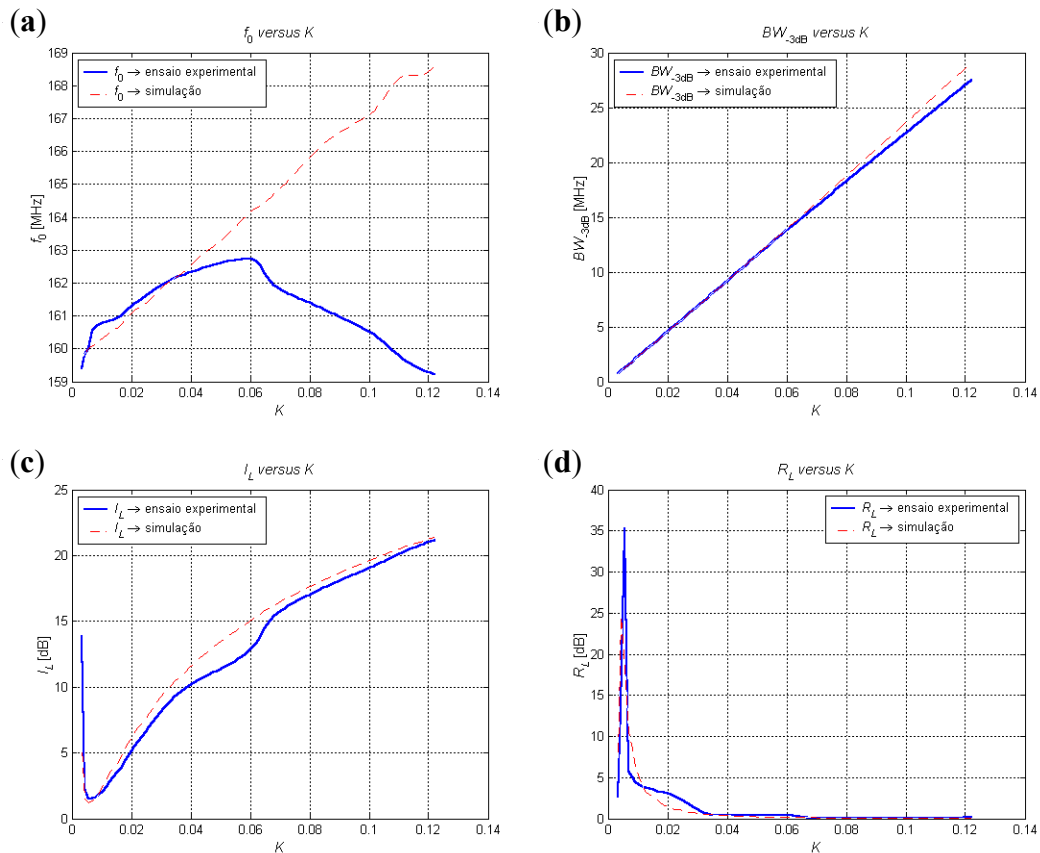 (a)
f0 versus K
f0 → ensaio experimental
f0 → simulação
169
168
167
166
165
164
163
162
161
160
159
f0 [MHz]
0
0.02
0.04
0.06
0.08
0.1
0.12
0.14
K
(b)
BW-3dB versus K
BW-3dB → ensaio experimental
BW-3dB → simulação
30
25
20
15
10
5
0
BW-3dB [MHz]
0
0.02
0.04
0.06
0.08
0.1
0.12
0.14
K
(c)
IL versus K
IL → ensaio experimental
IL → simulação
25
20
15
10
5
0
IL [dB]
0
0.02
0.04
0.06
0.08
0.1
0.12
0.14
K
(d)
RL versus K
RL → ensaio experimental
RL → simulação
40
35
30
25
20
15
10
5
0
RL [dB]
0
0.02
0.04
0.06
0.08
0.1
0.12
0.14
K